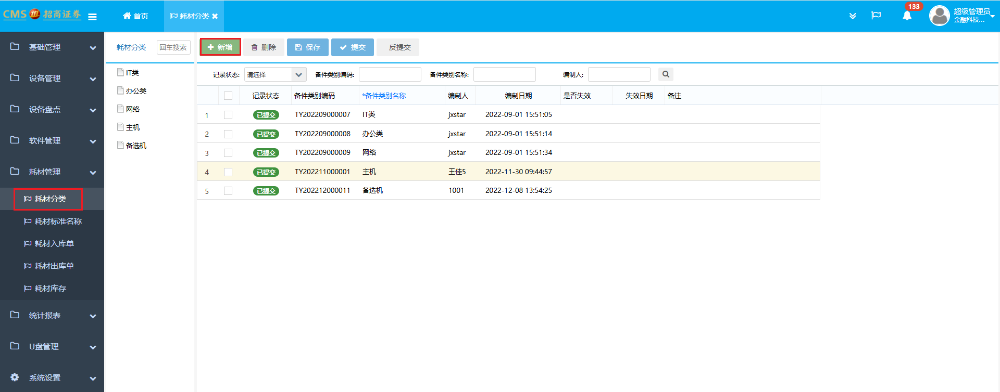 CMS 招商证券
首页
耗材分类
133
超级管理员
金融科技...
基础管理
设备管理
设备盘点
软件管理
耗材管理
耗材分类
耗材标准名称
耗材入库单
耗材出库单
耗材库存
统计报表
U盘管理
系统设置
耗材分类 回车搜索
IT类
办公类
网络
主机
备选机
新增 删除 保存 提交 反提交
记录状态: 请选择 备件类别编码: 备件类别名称: 编制人:
记录状态 备件类别编码 *备件类别名称 编制人 编制日期 是否失效 失效日期 备注
1 已提交 TY202209000007 IT类 jxstar 2022-09-01 15:51:05
2 已提交 TY202209000008 办公类 jxstar 2022-09-01 15:51:14
3 已提交 TY202209000009 网络 jxstar 2022-09-01 15:51:34
4 已提交 TY202211000001 主机 王佳5 2022-11-30 09:44:57
5 已提交 TY202212000011 备选机 1001 2022-12-08 13:54:25